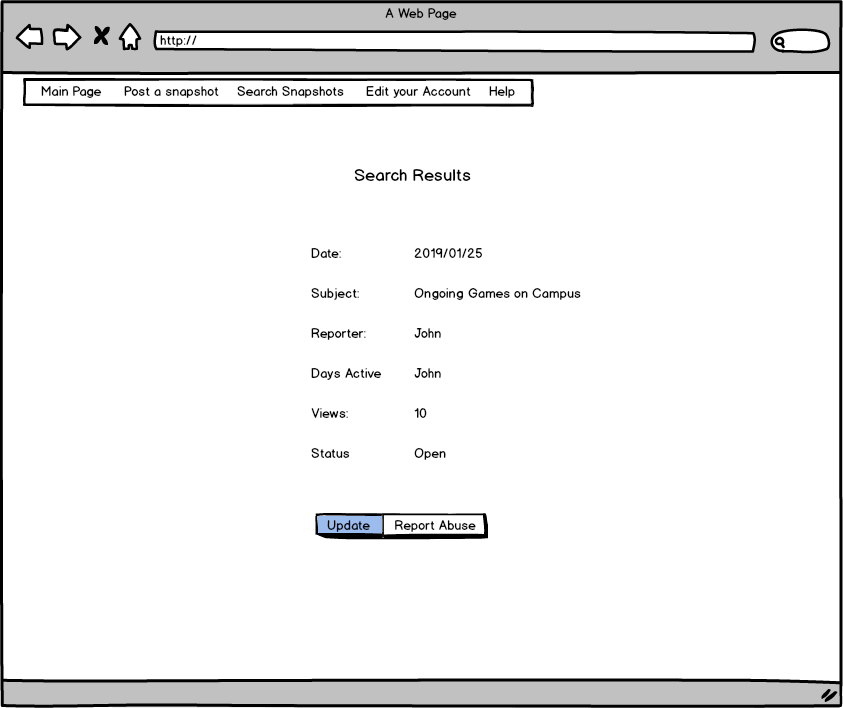 A Web Page
http://
Main Page Post a snapshot Search Snapshots Edit your Account Help
Search Results
Date: 2019/01/25
Subject: Ongoing Games on Campus
Reporter: John
Days Active John
Views: 10
Status Open
Update Report Abuse